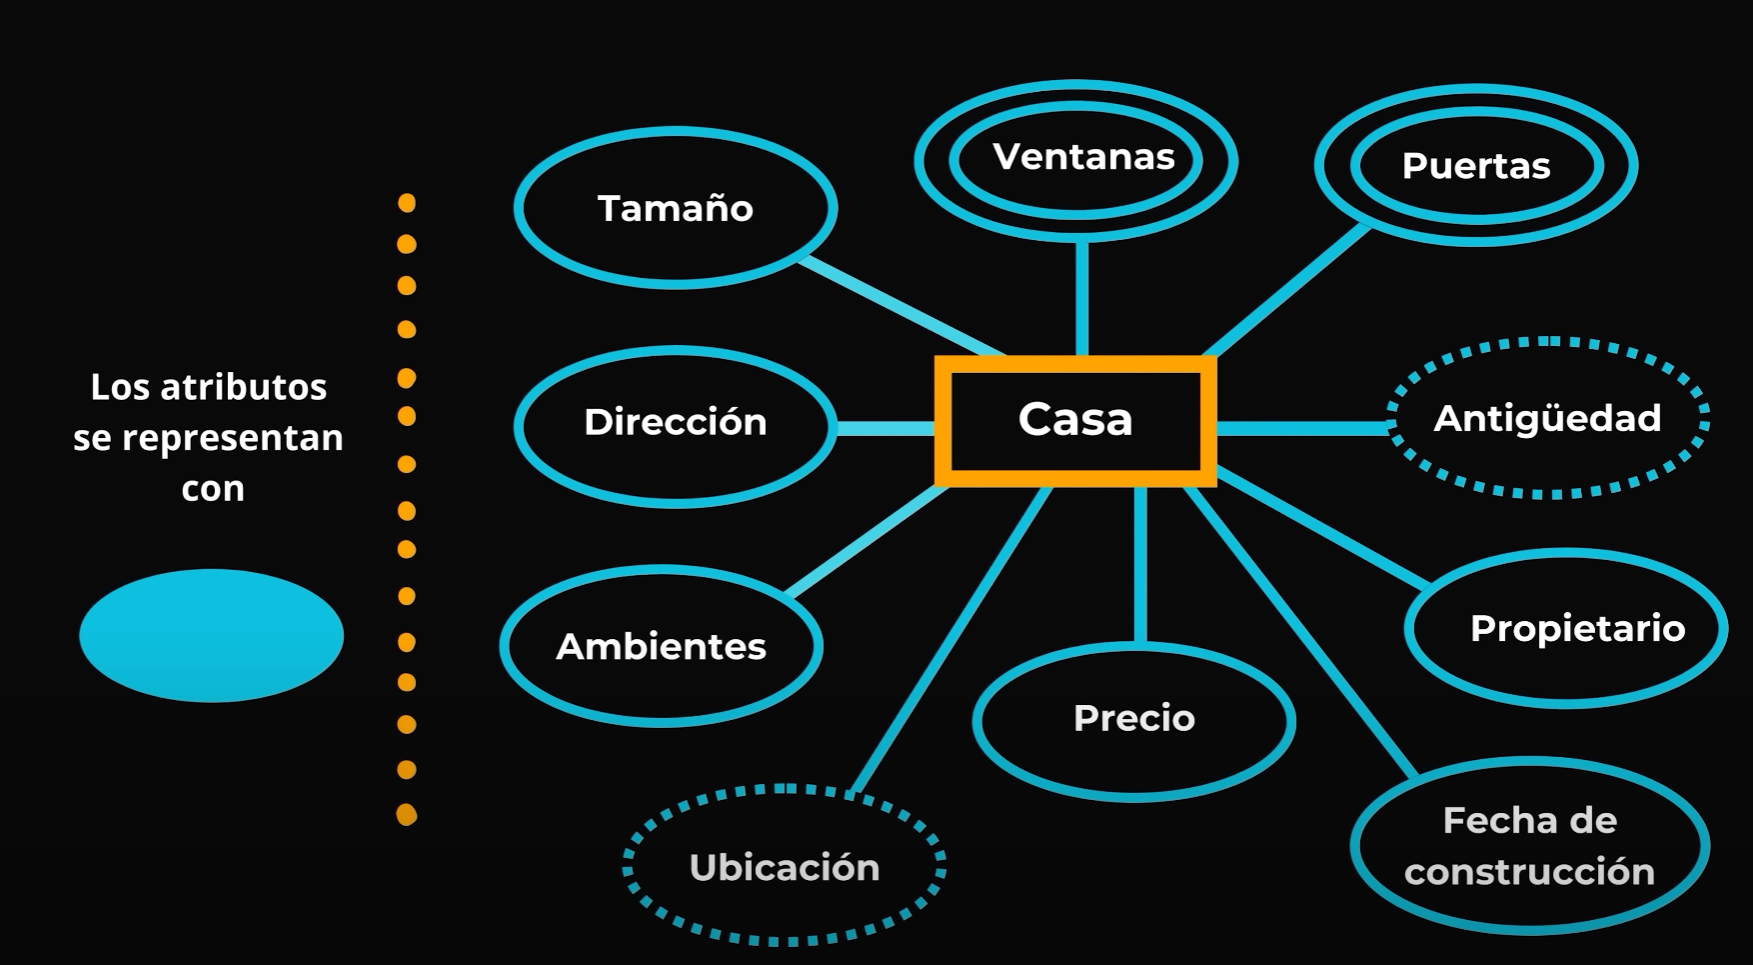 Los atributos
se representan
con
Tamaño
Ventanas
Puertas
Dirección
Casa
Antigüedad
Ambientes
Propietario
Precio
Ubicación
Fecha de
construcción